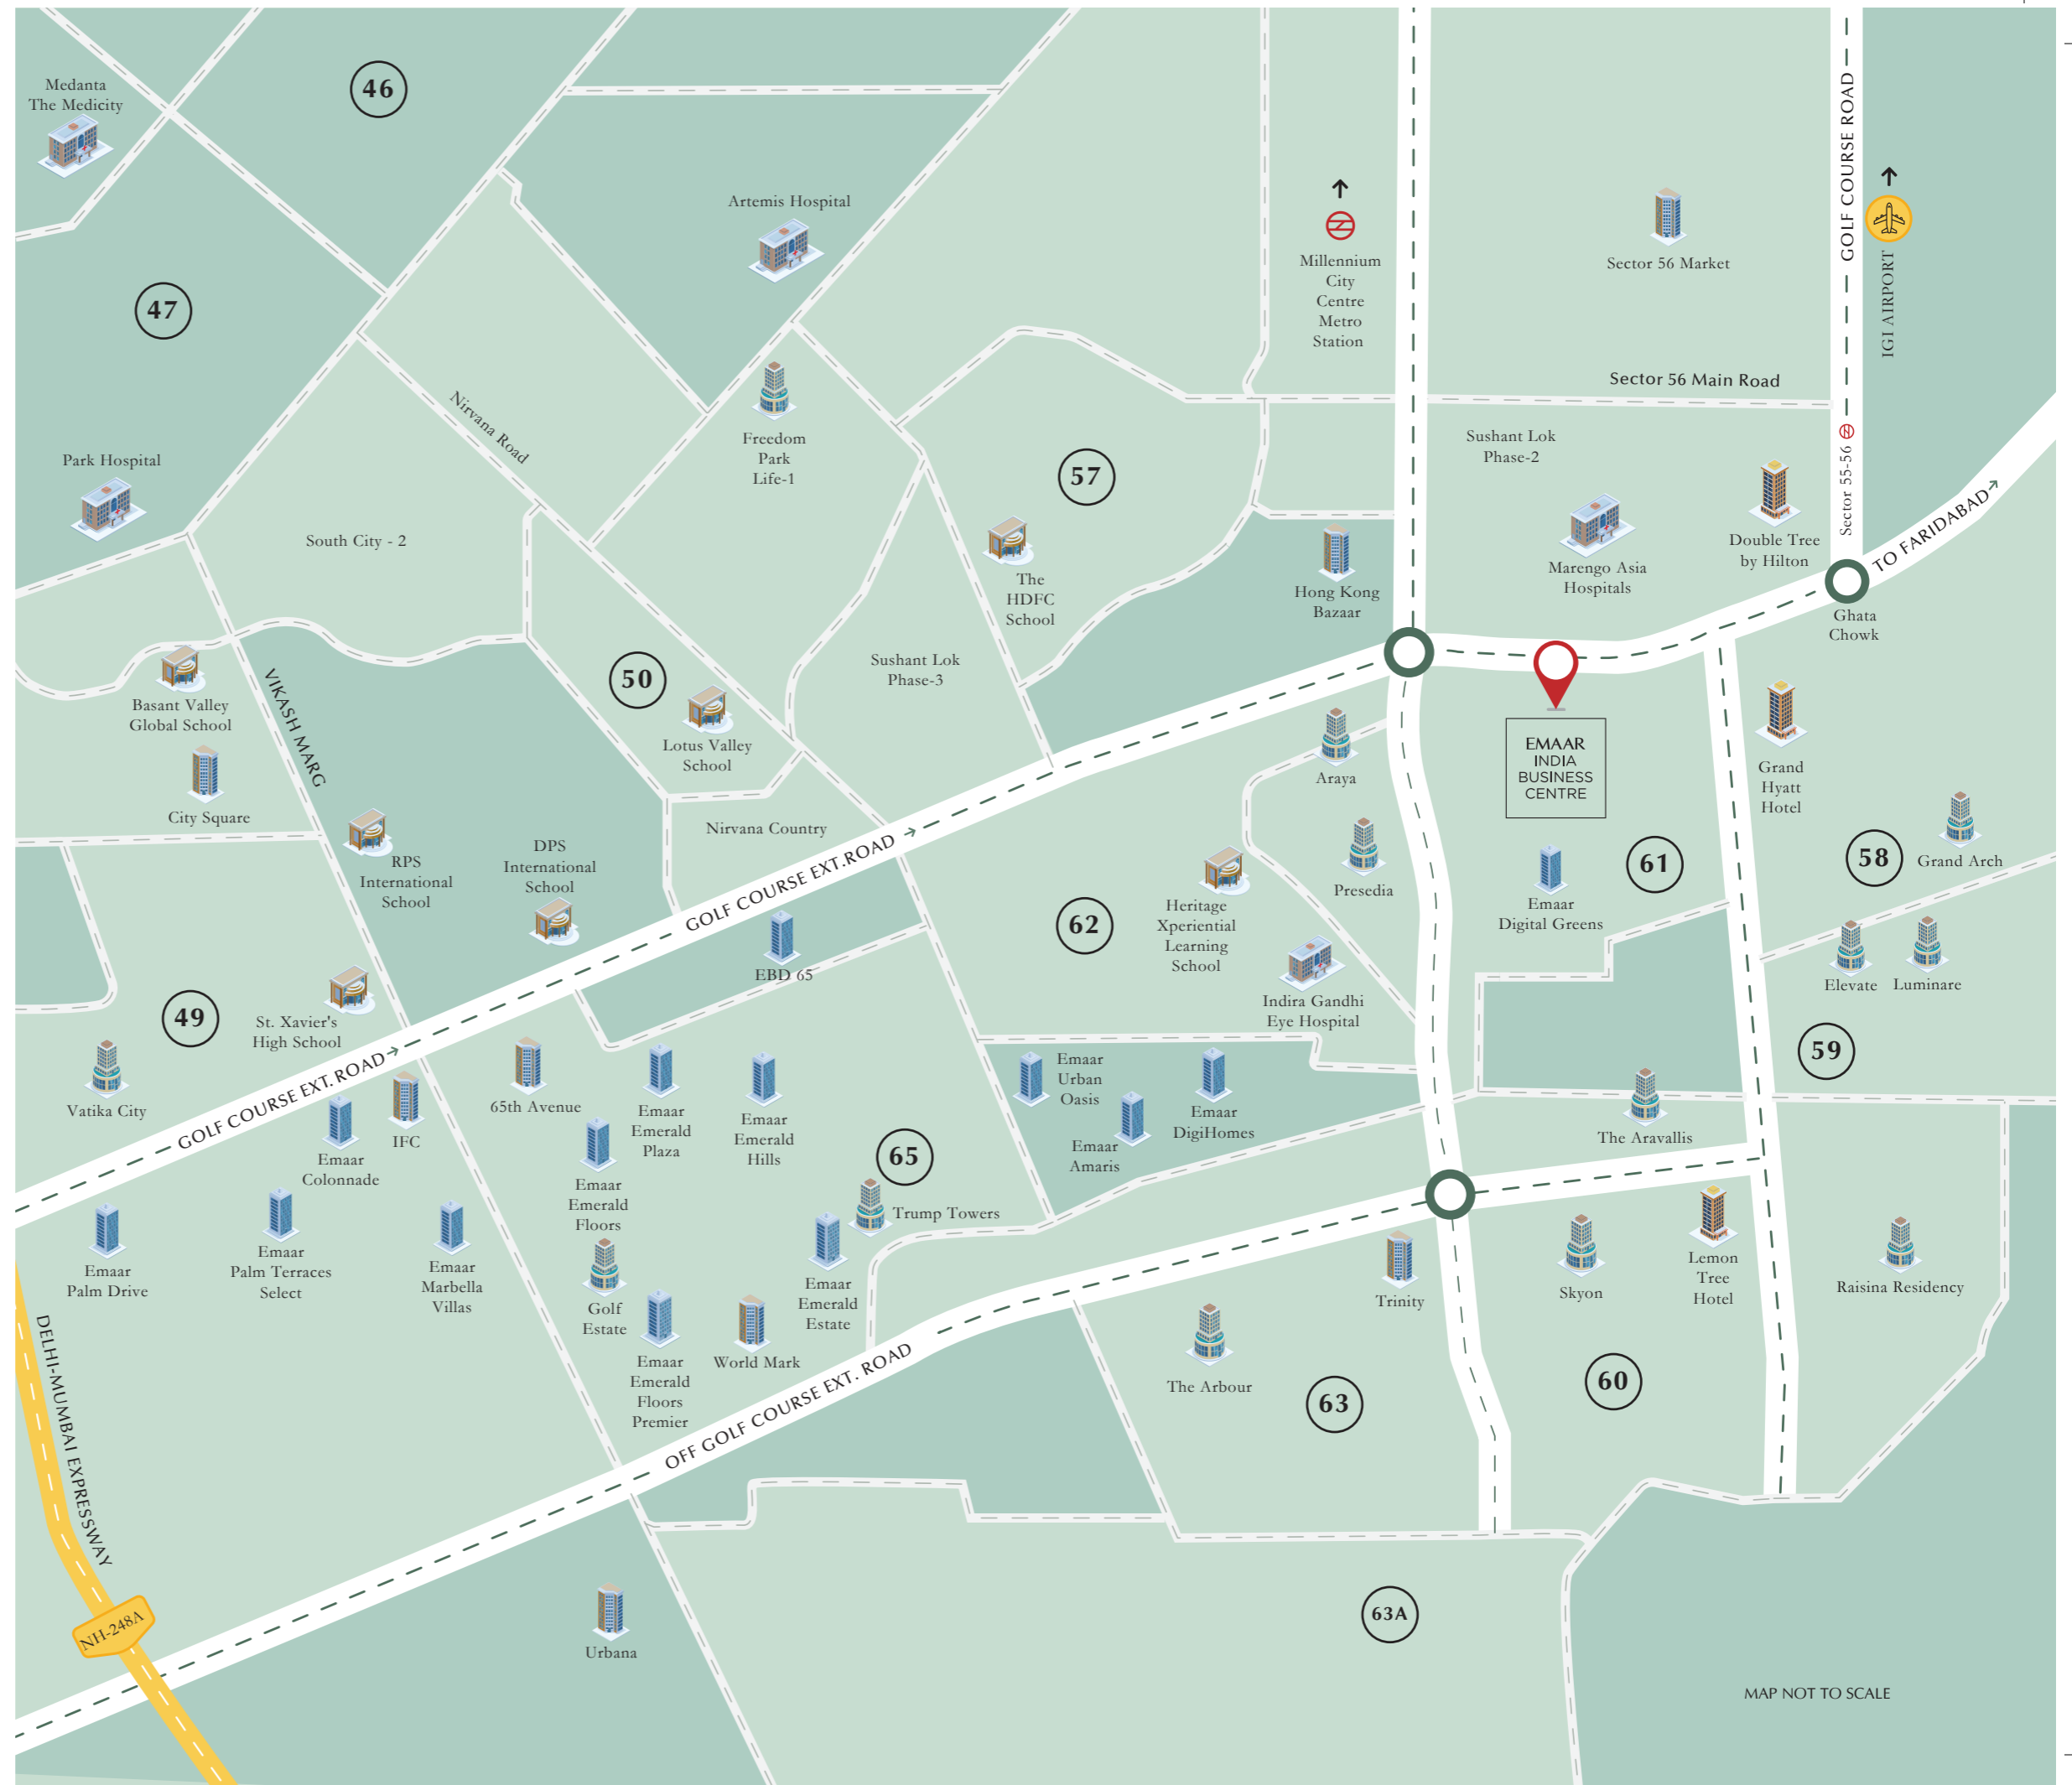 Medanta
The Medicity
46
Artemis Hospital
Millennium
City
Centre
Metro
Station
Sector 56 Market
GOLF COURSE ROAD
IGI AIRPORT
47
Sector 56 Main Road
Nirvana Road
Freedom
Park
Life-1
Park Hospital
57
Sushant Lok
Phase-2
Sector 55-56
South City - 2
The
HDFC
School
Hong Kong
Bazaar
Marengo Asia
Hospitals
Double Tree
by Hilton
TO FARIDABAD
Ghata
Chowk
Sushant Lok
Phase-3
50
Basant Valley
Global School
VIKASH MARG
Lotus Valley
School
City Square
Araya
EMAAR
INDIA
BUSINESS
CENTRE
Grand
Hyatt
Hotel
Nirvana Country
RPS
International
School
DPS
International
School
GOLF COURSE EXT.ROAD
Presedia
61
58
Grand Arch
62
Heritage
Xperiential
Learning
School
Emaar
Digital Greens
EBD 65
Elevate
Luminare
49
St. Xavier's
High School
Indira Gandhi
Eye Hospital
59
GOLF COURSE EXT. ROAD
Vatika City
IFC
65th Avenue
Emaar
Colonnade
Emaar
Emerald
Plaza
Emaar
Emerald
Hills
Emaar
Urban
Oasis
Emaar
Amaris
Emaar
DigiHomes
The Aravallis
65
Emaar
Emerald
Floors
Trump Towers
Emaar
Palm Drive
Emaar
Palm Terraces
Select
Emaar
Marbella
Villas
Golf
Estate
Emaar
Emerald
Estate
Trinity
Skyon
Lemon
Tree
Hotel
Raisina Residency
DELHI-MUMBAI EXPRESSWAY
Emaar
Emerald
Floors
Premier
World Mark
OFF GOLF COURSE EXT. ROAD
The Arbour
63
60
NH-248A
Urbana
63A
MAP NOT TO SCALE